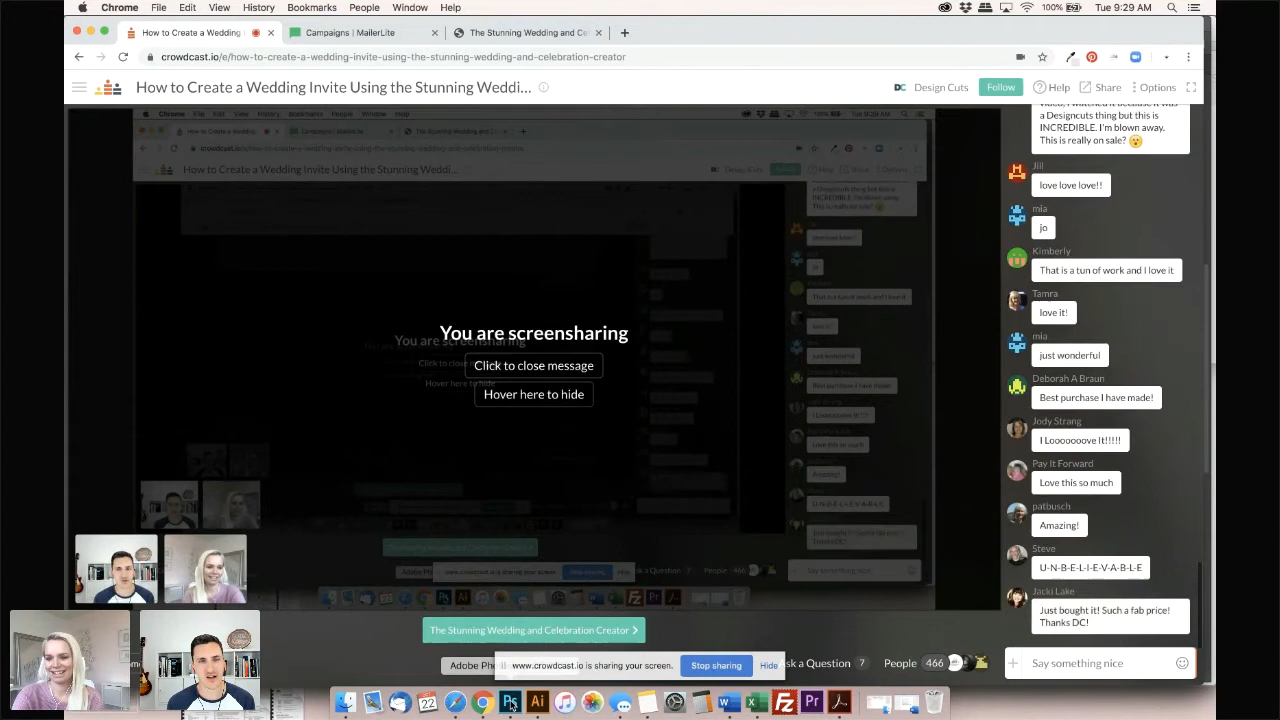 Chrome File Edit View History Bookmarks People Window Help
100% Tue 9:29 AM
How to Create a Wedding
Campaigns | MailerLite
The Stunning Wedding and Ce
crowdcast.io/e/how-to-create-a-wedding-invite-using-the-stunning-wedding-and-celebration-creator
How to Create a Wedding Invite Using the Stunning Weddi...
DC Design Cuts Follow Help Share Options
Designcuts thing but this is
INCREDIBLE. I'm blown away.
This is really on sale?
Jill
love love love!!
mia
jo
Kimberly
That is a tun of work and I love it
Tamra
love it!
mia
just wonderful
Deborah A Braun
Best purchase I have made!
Jody Strang
I Looooooove It!!!!!
Pay It Forward
Love this so much
patbusch
Amazing!
Steve
U-N-B-E-L-I-E-V-A-B-L-E
Jacki Lake
Just bought it! Such a fab price!
Thanks DC!
You are screensharing
Click to close message
Hover here to hide
The Stunning Wedding and Celebration Creator
www.crowdcast.io is sharing your screen. Stop sharing Hide
Ask a Question 7 People 466
Say something nice